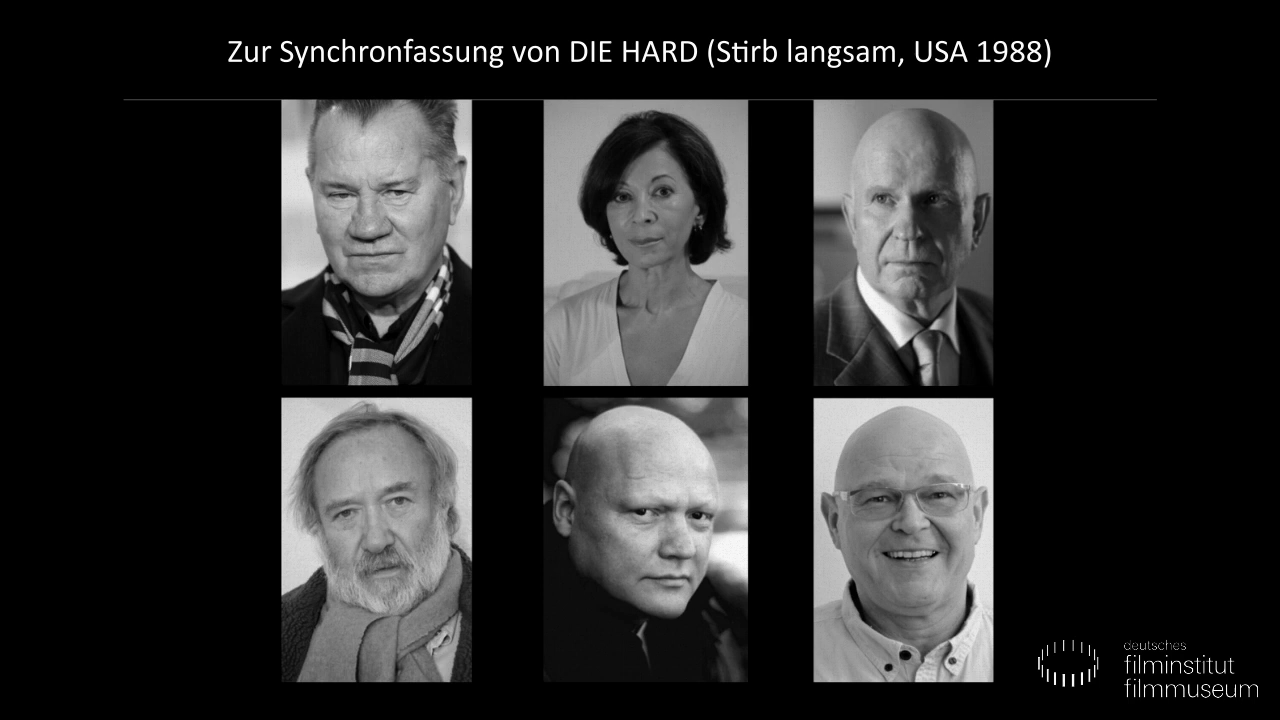 Zur Synchronfassung von DIE HARD (Stirb langsam, USA 1988)
deutsches
filminstitut
filmmuseum